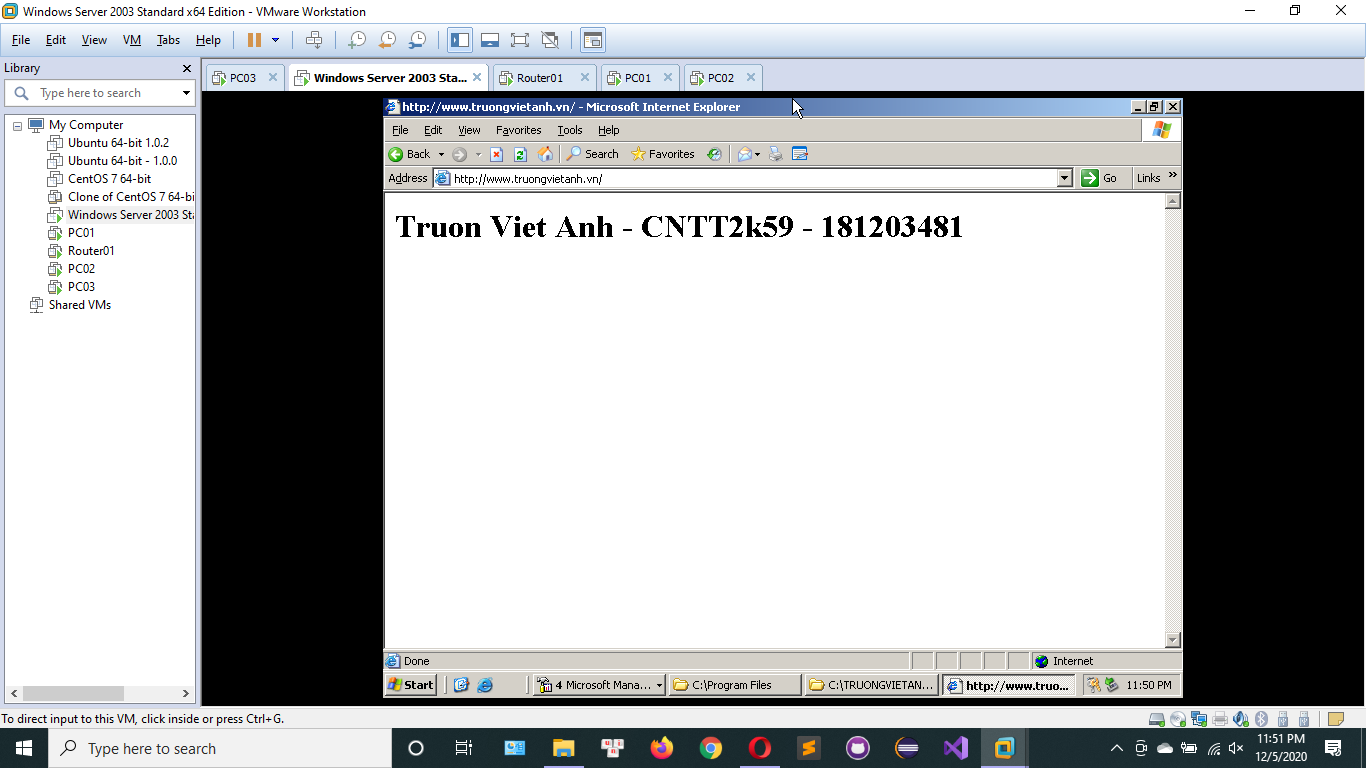 Windows Server 2003 Standard x64 Edition - VMware Workstation
File Edit View VM Tabs Help
Library
Type here to search
My Computer
Ubuntu 64-bit 1.0.2
Ubuntu 64-bit - 1.0.0
CentOS 7 64-bit
Clone of CentOS 7 64-bi
Windows Server 2003 Sta
PC01
Router01
PC02
PC03
Shared VMs
PC03 Windows Server 2003 Sta... Router01 PC01 PC02
http://www.truongvietanh.vn/ - Microsoft Internet Explorer
File Edit View Favorites Tools Help
Back Search Favorites
Address http://www.truongvietanh.vn/ Go Links »
Truon Viet Anh - CNTT2k59 - 181203481
Done Internet
Start 4 Microsoft Mana... C:\Program Files C:\TRUONGVIETAN... http://www.truo... 11:50 PM
To direct input to this VM, click inside or press Ctrl+G.
Type here to search
11:51 PM
12/5/2020